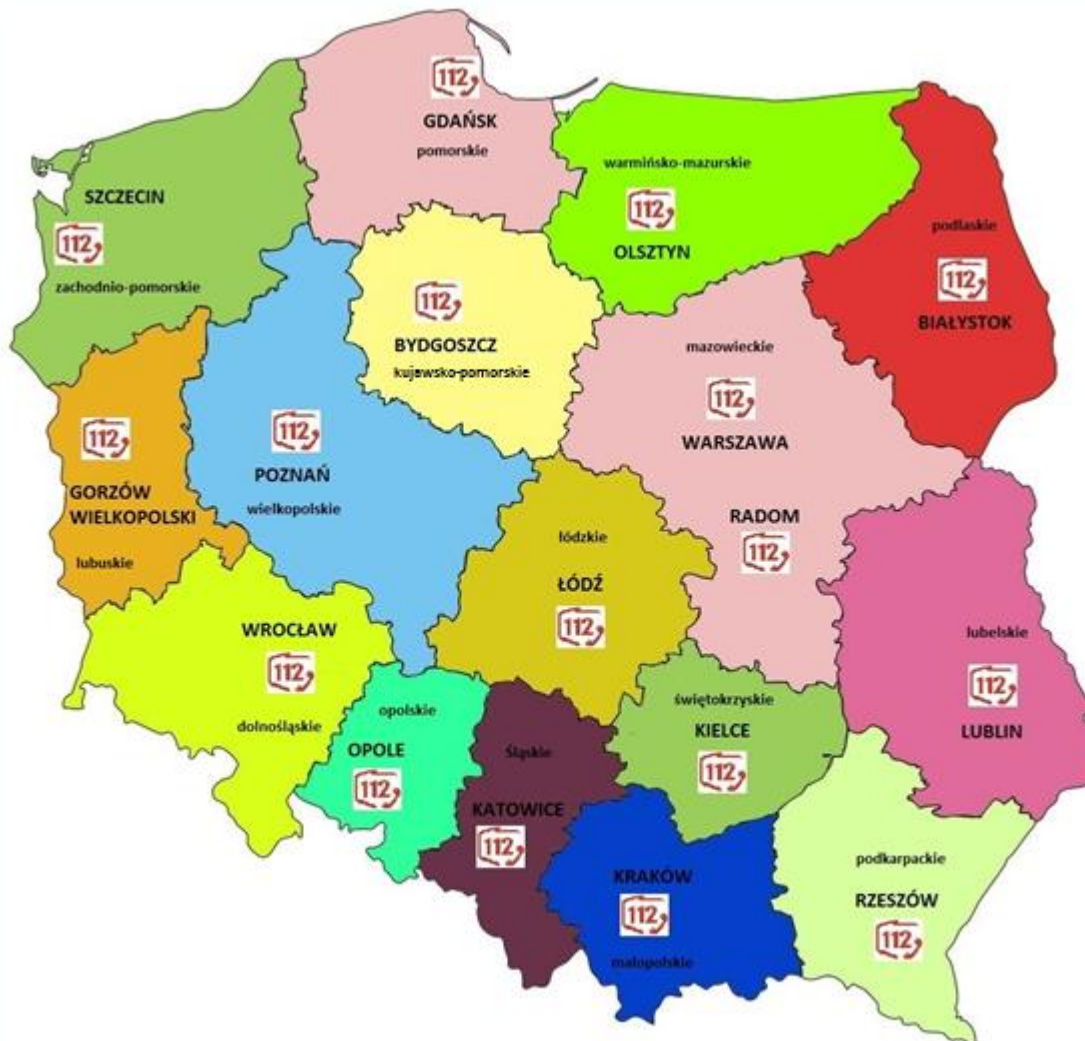 112
GDAŃSK
pomorskie
SZCZECIN
112
zachodnio-pomorskie
warmińsko-mazurskie
112
OLSZTYN
podlaskie
112
BIAŁYSTOK
112
BYDGOSZCZ
kujawsko-pomorskie
mazowieckie
112
WARSZAWA
RADOM
112
112
GORZÓW
WIELKOPOLSKI
lubuskie
112
POZNAŃ
wielkopolskie
łódzkie
ŁÓDŹ
112
WROCŁAW
112
dolnośląskie
lubelskie
112
LUBLIN
opolskie
OPOLE
112
Śląskie
KATOWICE
112
świętokrzyskie
KIELCE
112
KRAKÓW
112
małopolskie
podkarpackie
RZESZÓW
112